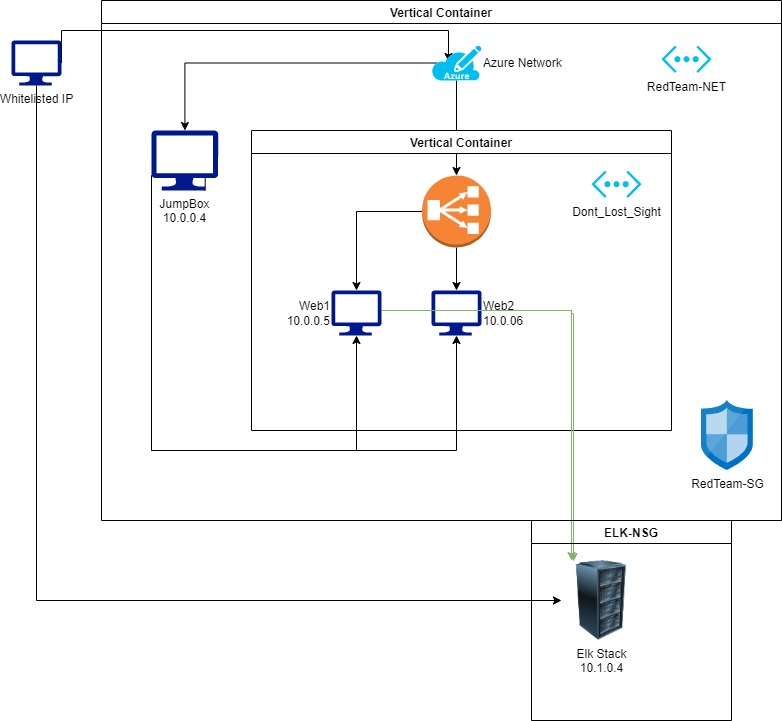 Vertical Container
Whitelisted IP
Azure
Azure Network
RedTeam-NET
Vertical Container
JumpBox
10.0.0.4
Dont_Lost_Sight
Web1
10.0.0.5
Web2
10.0.06
RedTeam-SG
ELK-NSG
Elk Stack
10.1.0.4